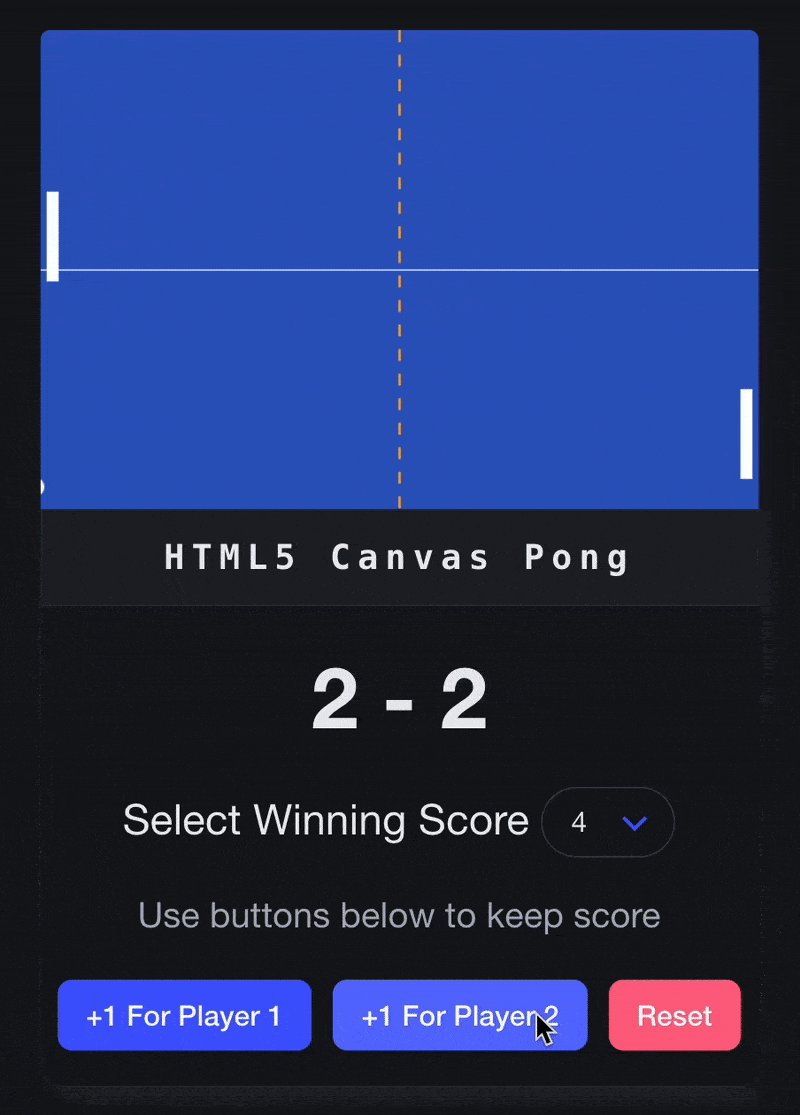 HTML5 Canvas Pong
2 - 2
Select Winning Score 4
Use buttons below to keep score
+1 For Player 1 +1 For Player 2 Reset